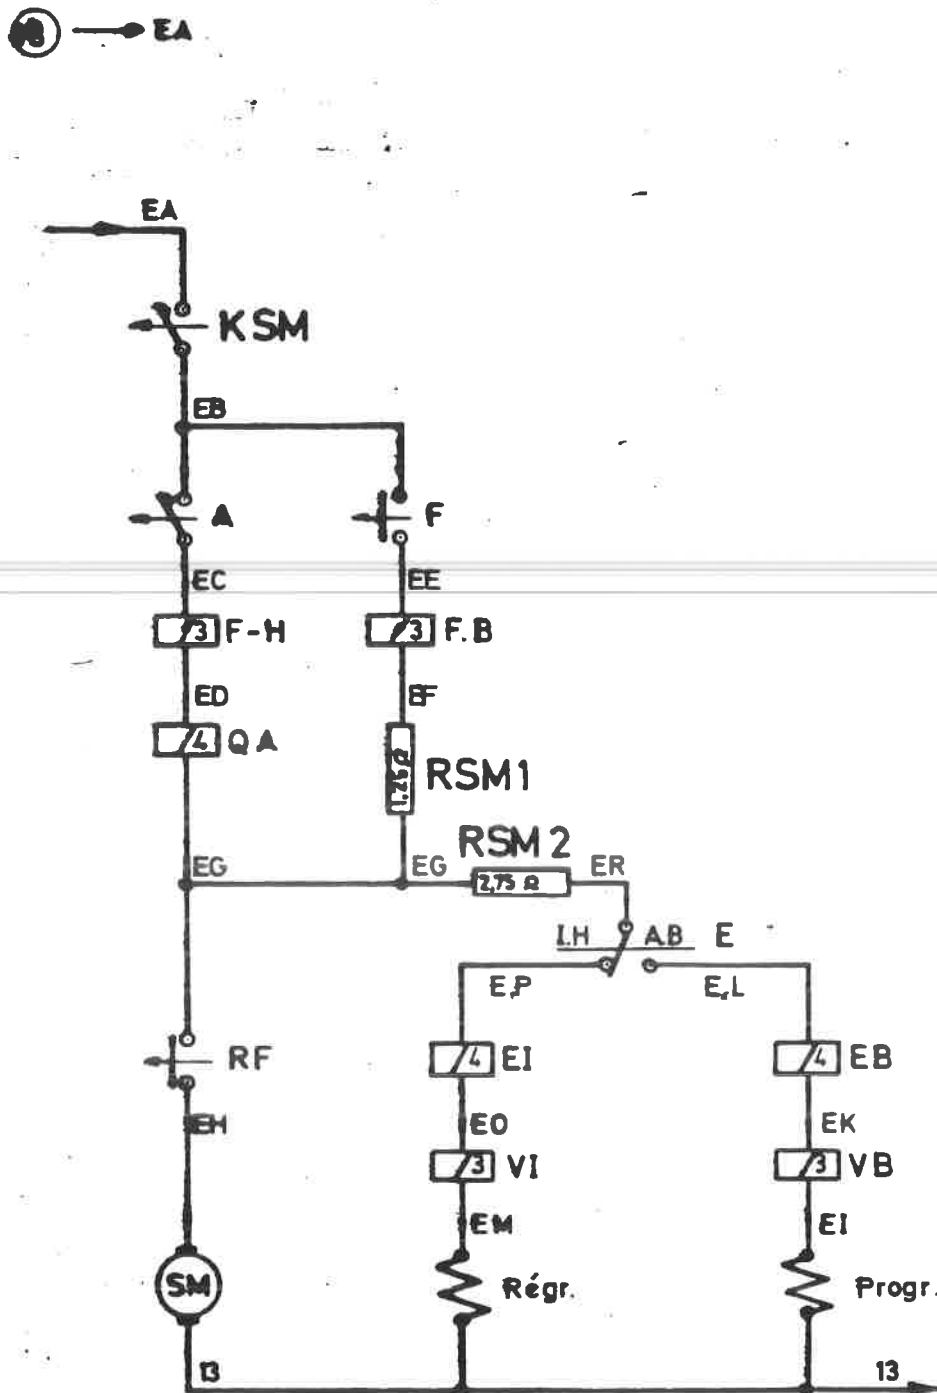 EA
EA
KSM
EB
A
F
EC
EE
3 F-H
3 F.B
ED
EF
4 QA
1.25 Ω
RSM1
RSM 2
EG
EG
2,75 Ω
ER
I.H
A.B
E
E,P
E,L
RF
4 EI
4 EB
EH
EO
EK
3 VI
3 VB
EM
EI
SM
Régr.
Progr.
13
13